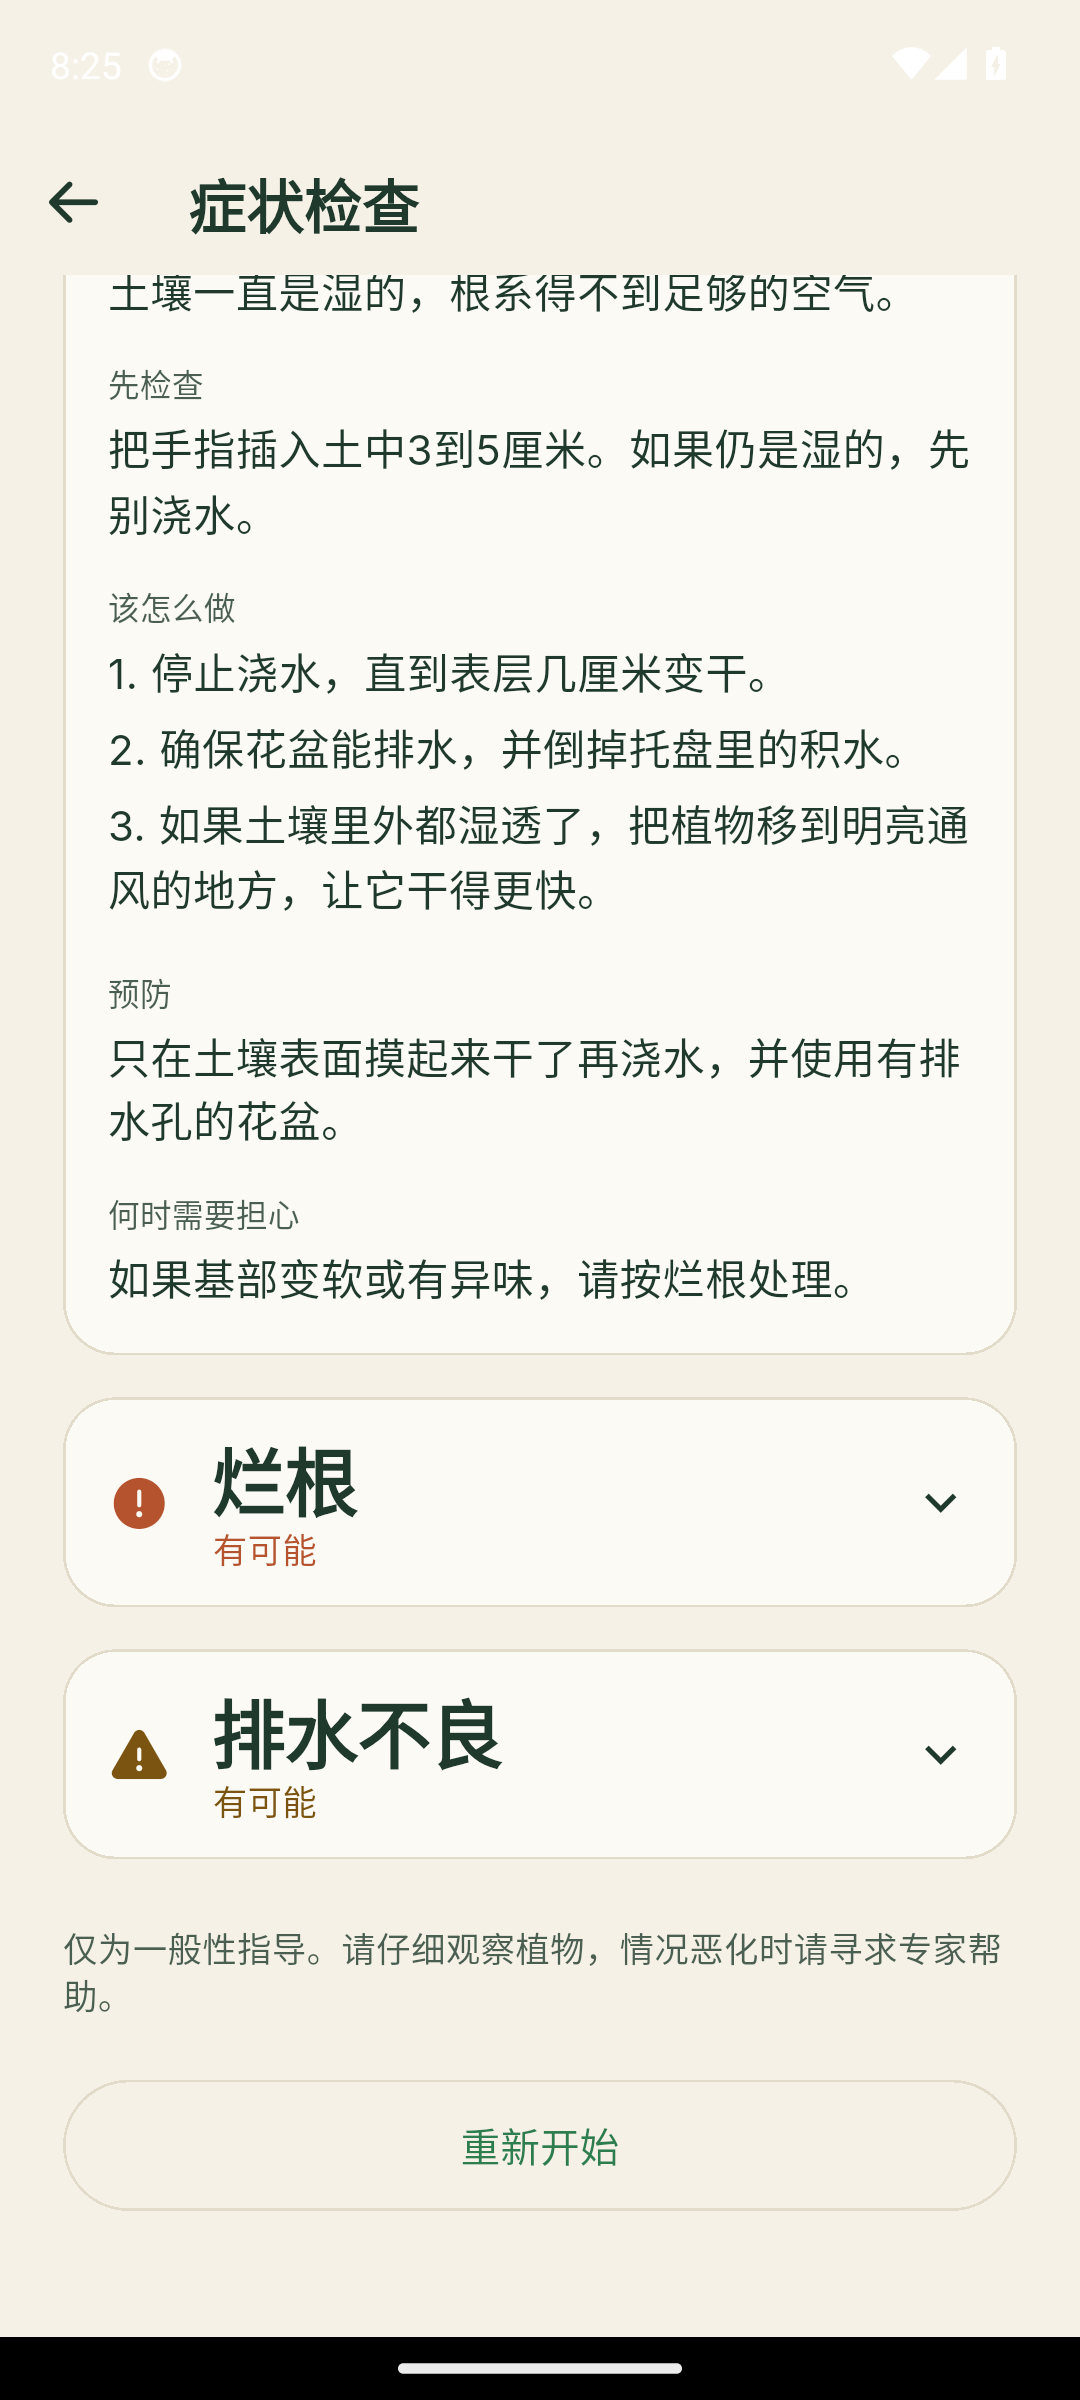 8:25
症状检查
土壤一直是湿的，根系得不到足够的空气。
先检查
把手指插入土中3到5厘米。如果仍是湿的，先
别浇水。
该怎么做
1. 停止浇水，直到表层几厘米变干。
2. 确保花盆能排水，并倒掉托盘里的积水。
3. 如果土壤里外都湿透了，把植物移到明亮通
风的地方，让它干得更快。
预防
只在土壤表面摸起来干了再浇水，并使用有排
水孔的花盆。
何时需要担心
如果基部变软或有异味，请按烂根处理。
烂根
有可能
排水不良
有可能
仅为一般性指导。请仔细观察植物，情况恶化时请寻求专家帮
助。
重新开始